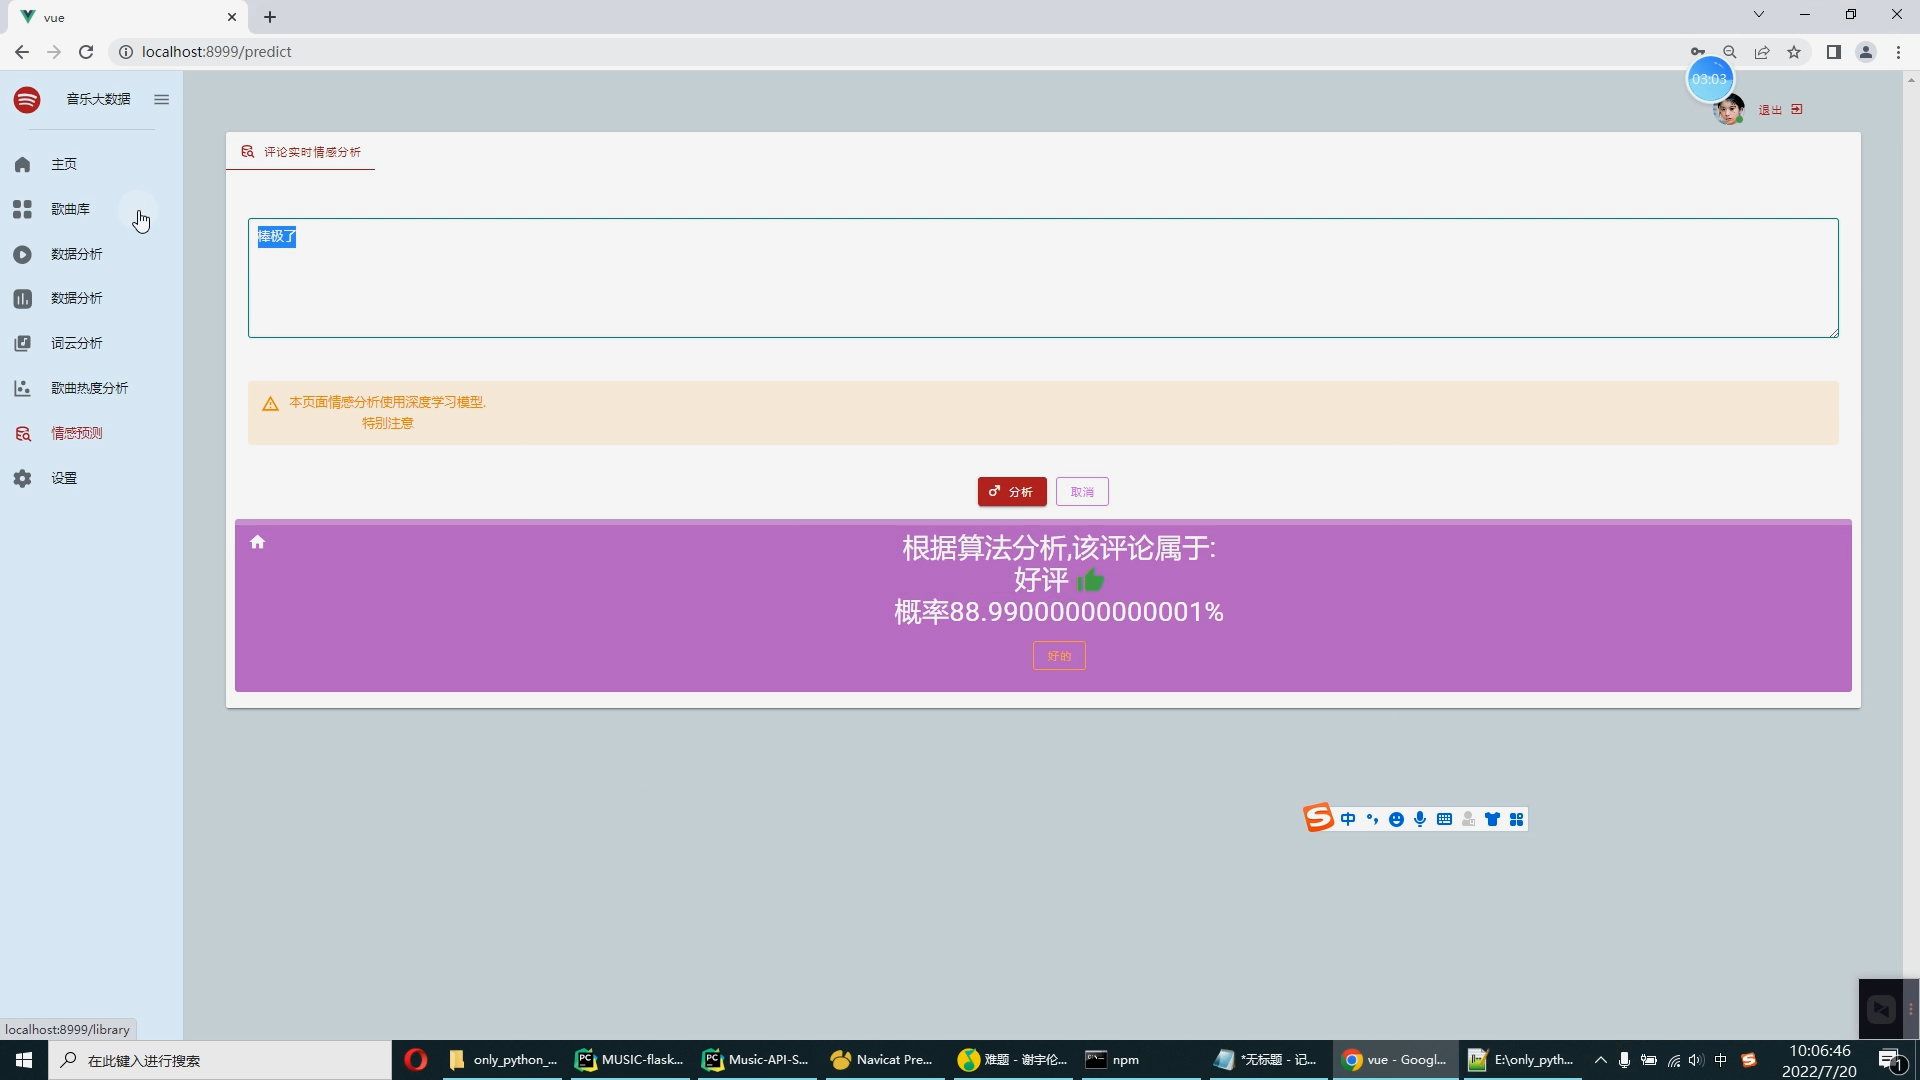 vue
localhost:8999/predict
03:03
音乐大数据
退出
主页
歌曲库
数据分析
数据分析
词云分析
歌曲热度分析
情感预测
设置
评论实时情感分析
棒极了
本页面情感分析使用深度学习模型.
特别注意
分析
取消
根据算法分析,该评论属于:
好评
概率88.99000000000001%
好的
中
localhost:8999/library
在此键入进行搜索
only_python_...
MUSIC-flask...
Music-API-S...
Navicat Pre...
难题 - 谢宇伦...
npm
*无标题 - 记...
vue - Googl...
E:\only_pyth...
中
10:06:46
2022/7/20
1